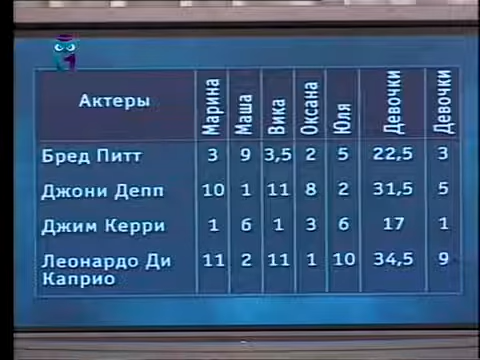 1
Актеры Марина Маша Вика Оксана Юля Девочки Девочки
Бред Питт 3 9 3,5 2 5 22,5 3
Джони Депп 10 1 11 8 2 31,5 5
Джим Керри 1 6 1 3 6 17 1
Леонардо Ди 11 2 11 1 10 34,5 9
Каприо